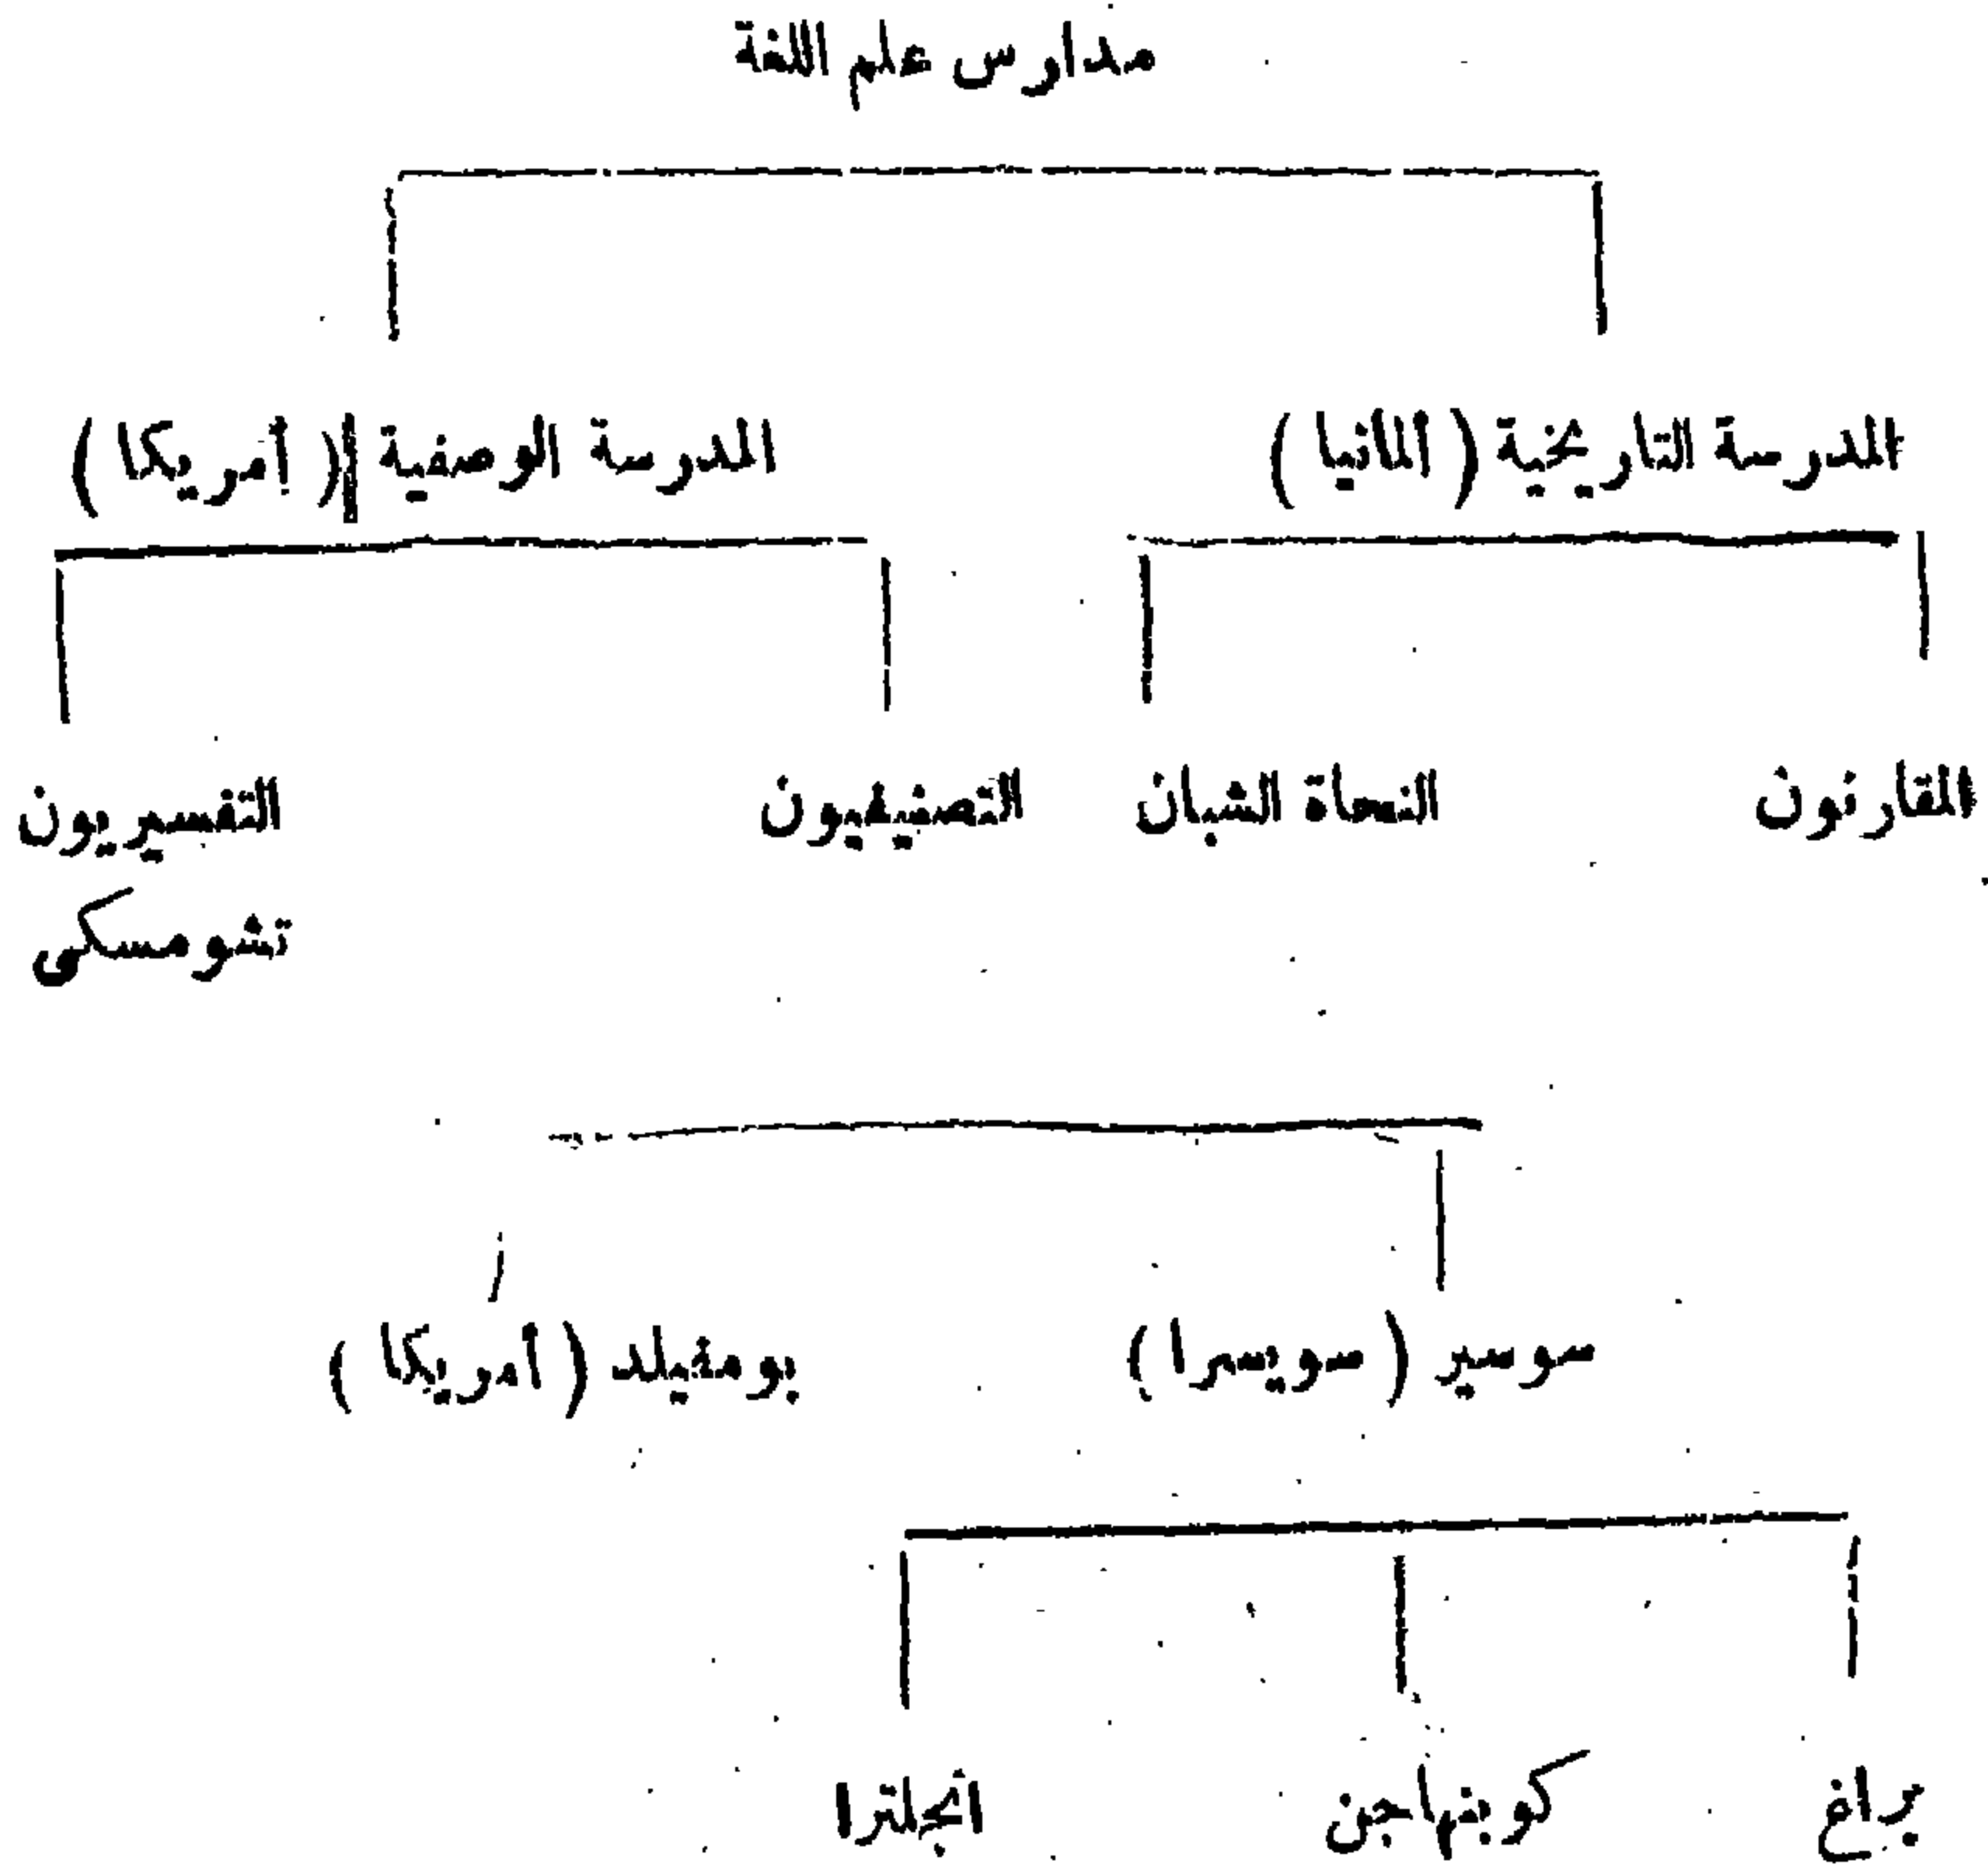 مدارس علم اللغة
المدرسة التاريخية (ألمانيا) المدرسة الوصفية (أمريكا)
المقارنون النحاة الشبان التصنيفيون التفسيريون
تشومسكى
سوسير (سويسرا) بومفيلد (أمريكا)
براغ كوبنهاجن انجلترا